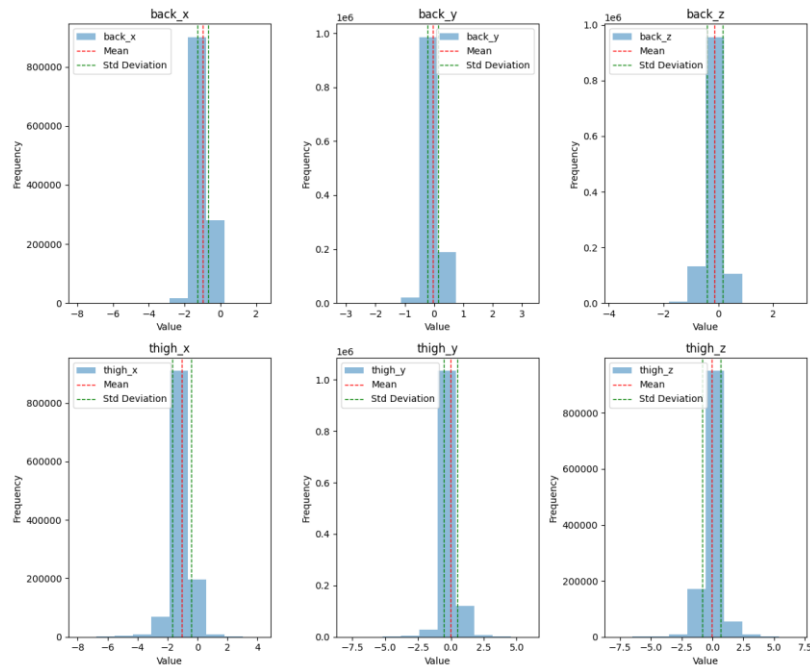 back_x
back_y
back_z
1e6
1e6
back_x
Mean
Std Deviation
back_y
Mean
Std Deviation
back_z
Mean
Std Deviation
Frequency
800000
600000
400000
200000
0
Frequency
1.0
0.8
0.6
0.4
0.2
0.0
Frequency
1.0
0.8
0.6
0.4
0.2
0.0
−8 −6 −4 −2 0 2
−3 −2 −1 0 1 2 3
−4 −2 0 2
Value
Value
Value
thigh_x
thigh_y
thigh_z
1e6
thigh_x
Mean
Std Deviation
thigh_y
Mean
Std Deviation
thigh_z
Mean
Std Deviation
Frequency
800000
600000
400000
200000
0
Frequency
1.0
0.8
0.6
0.4
0.2
0.0
Frequency
800000
600000
400000
200000
0
−8 −6 −4 −2 0 2 4
−7.5 −5.0 −2.5 0.0 2.5 5.0
−7.5 −5.0 −2.5 0.0 2.5 5.0 7.5
Value
Value
Value